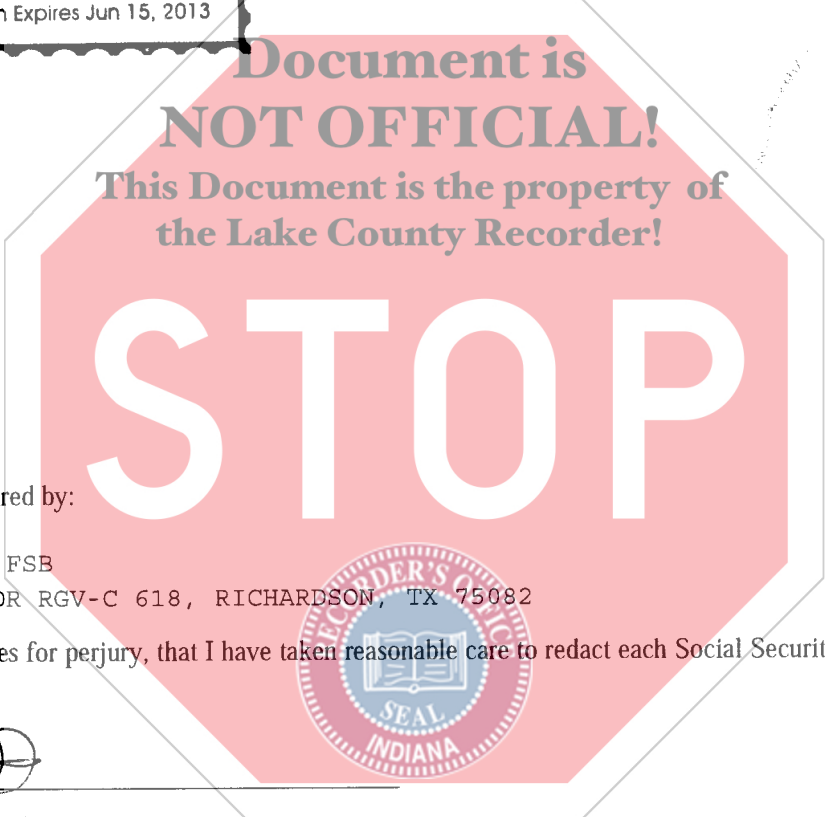 n Expires Jun 15, 2013
Document is
NOT OFFICIAL!
This Document is the property of
the Lake County Recorder!
STOP
red by:
FSB
OR RGV-C 618, RICHARDSON, TX 75082
es for perjury, that I have taken reasonable care to redact each Social Securit
RECORDER'S OFFIC
SEAL
INDIANA